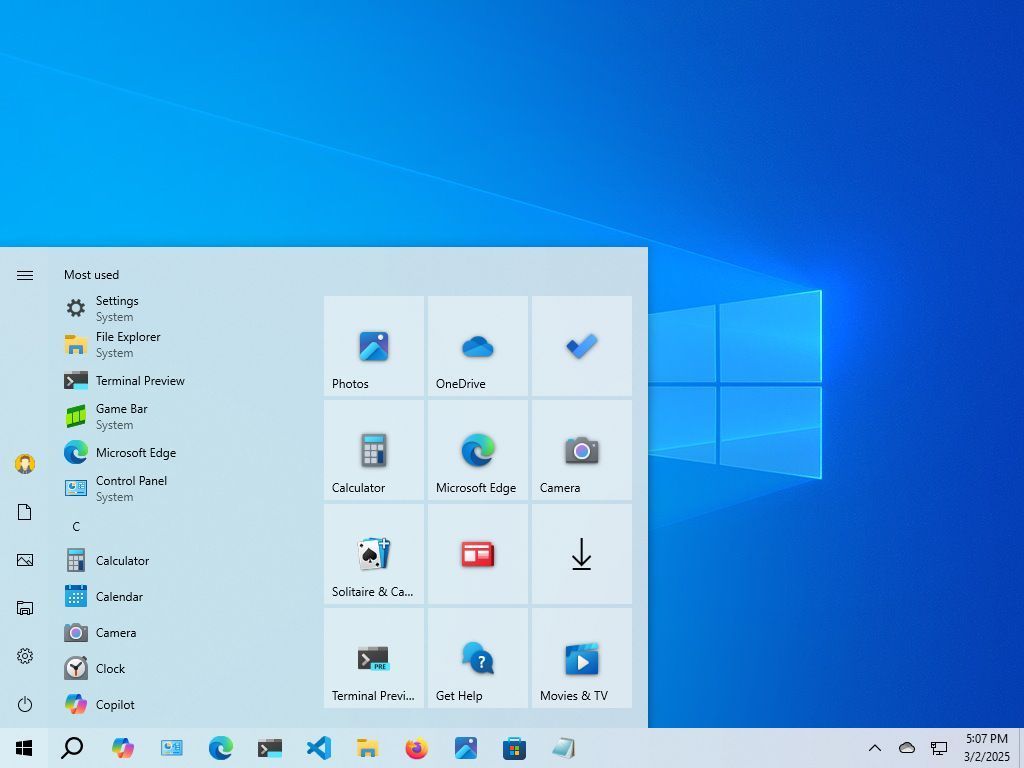 Most used
Settings
System
File Explorer
System
Terminal Preview
Game Bar
System
Microsoft Edge
Control Panel
System
C
Calculator
Calendar
Camera
Clock
Copilot
Photos
OneDrive
Calculator
Microsoft Edge
Camera
Solitaire & Ca...
Terminal Previ...
PRE
Get Help
Movies & TV
5:07 PM
3/2/2025